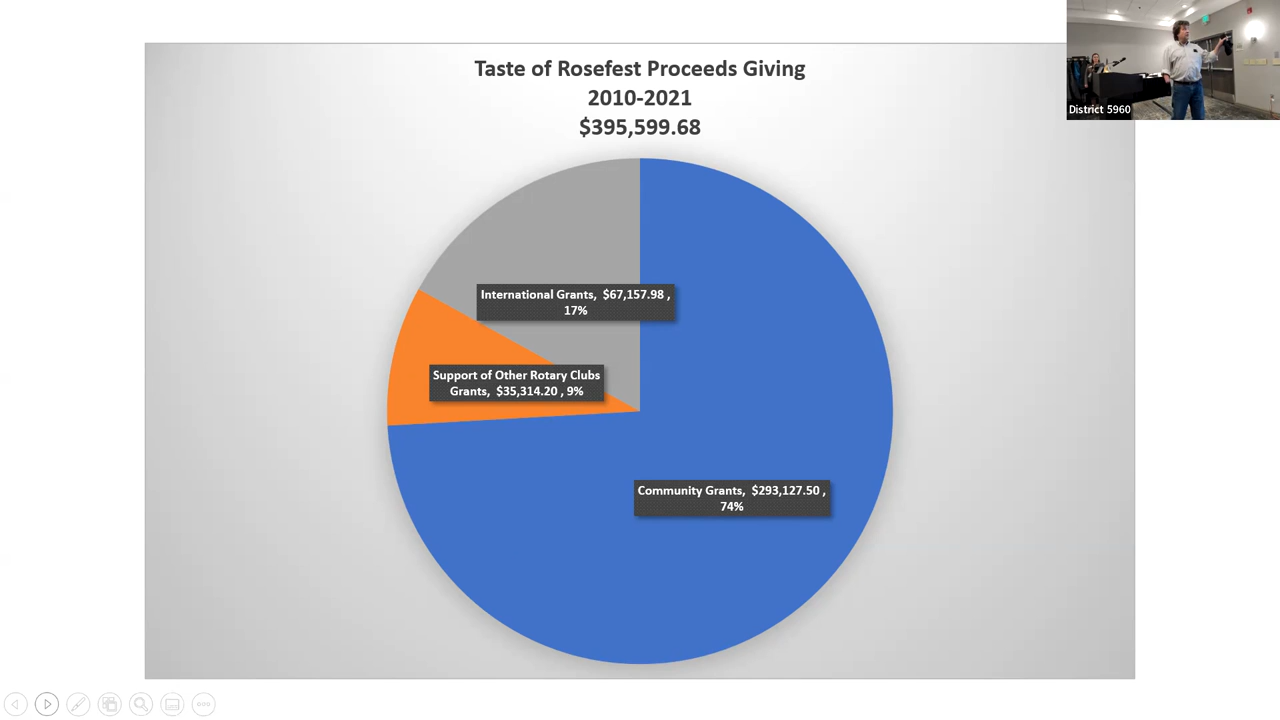 Taste of Rosefest Proceeds Giving
2010-2021
$395,599.68
District 5960
International Grants,  $67,157.98 ,
17%
Support of Other Rotary Clubs
Grants,  $35,314.20 , 9%
Community Grants,  $293,127.50 ,
74%